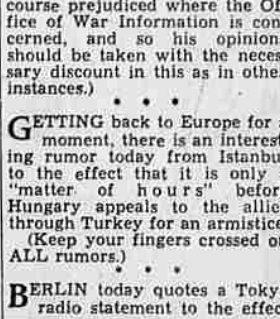 course prejudiced where the Of
fice of War Information is con
cerned, and so his opinion
should be taken with the neces
sary discount in this as in othe
instances.)
• • •
GETTING back to Europe for
moment, there is an interest
ing rumor today from Istanbu
to the effect that it is only
"matter of hours" befor
Hungary appeals to the allie
through Turkey for an armistice
(Keep your fingers crossed o
ALL rumors.)
• • •
BERLIN today quotes a Toky
radio statement to the effec